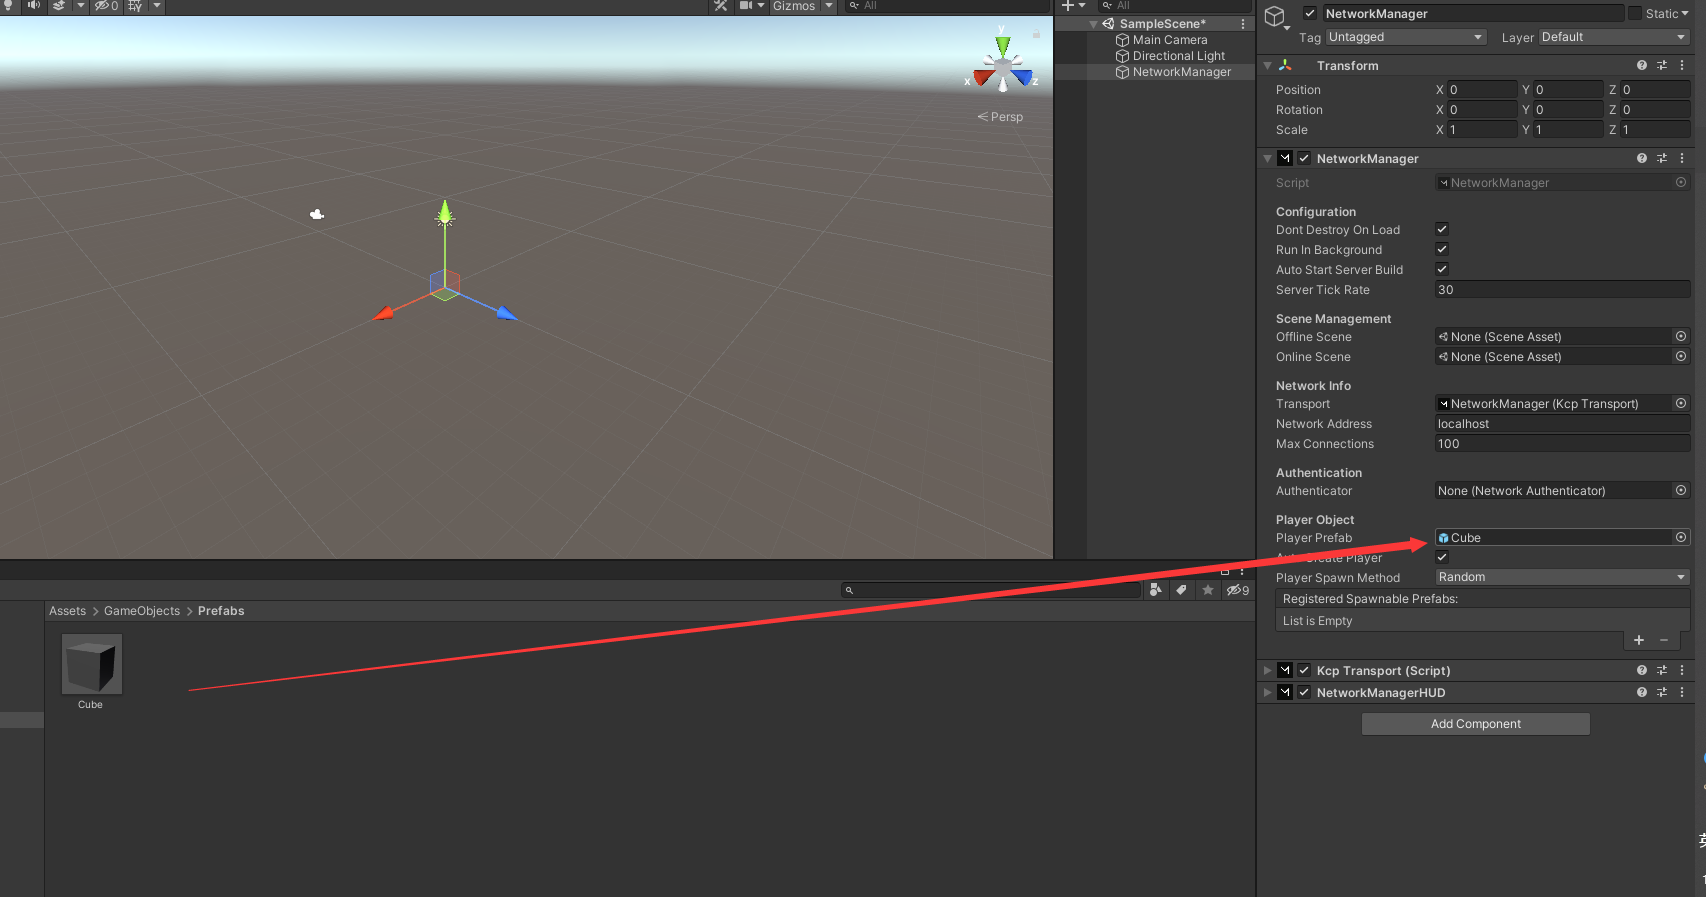 0
Gizmos
All
y
x
z
Persp
All
SampleScene*
Main Camera
Directional Light
NetworkManager
NetworkManager
Static
Tag Untagged Layer Default
Transform
Position X 0 Y 0 Z 0
Rotation X 0 Y 0 Z 0
Scale X 1 Y 1 Z 1
NetworkManager
Script NetworkManager
Configuration
Dont Destroy On Load
Run In Background
Auto Start Server Build
Server Tick Rate 30
Scene Management
Offline Scene None (Scene Asset)
Online Scene None (Scene Asset)
Network Info
Transport NetworkManager (Kcp Transport)
Network Address localhost
Max Connections 100
Authentication
Authenticator None (Network Authenticator)
Player Object
Player Prefab Cube
Auto Create Player
Player Spawn Method Random
Registered Spawnable Prefabs:
List is Empty
Kcp Transport (Script)
NetworkManagerHUD
Add Component
9
Assets > GameObjects > Prefabs
Cube